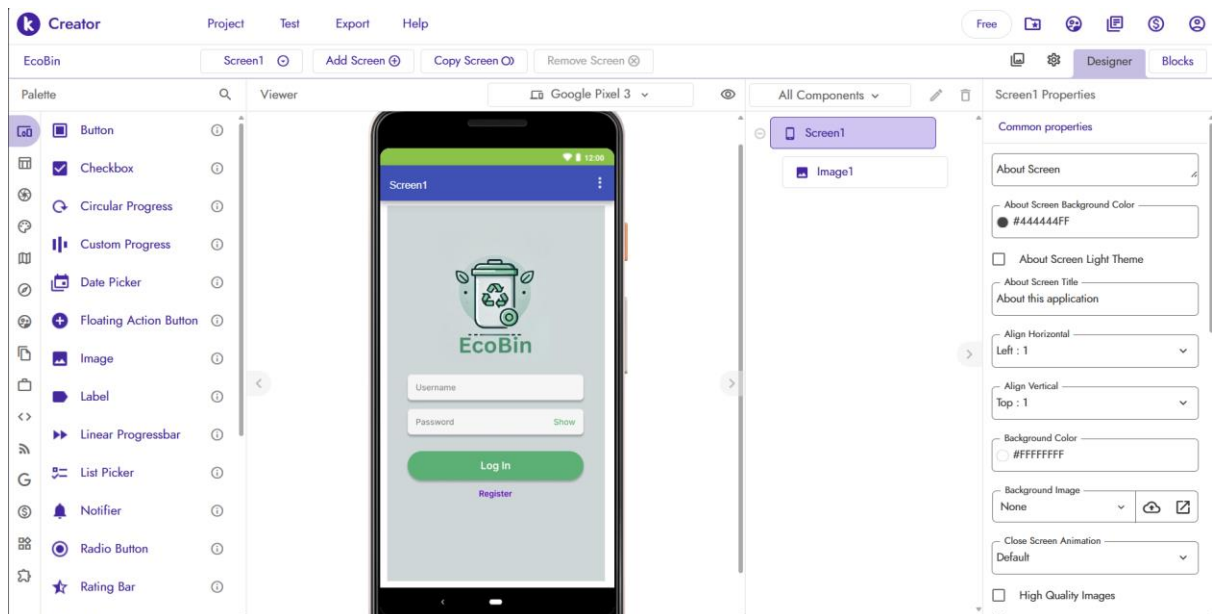 Creator Project Test Export Help Free
EcoBin Screen1 Add Screen Copy Screen Remove Screen Designer Blocks
Palette
Viewer
Google Pixel 3
All Components
Screen1 Properties
Button
Checkbox
Circular Progress
Custom Progress
Date Picker
Floating Action Button
Image
Label
Linear Progressbar
List Picker
Notifier
Radio Button
Rating Bar
12:00
Screen1
EcoBin
Username
Password Show
Log In
Register
Screen1
Image1
Common properties
About Screen
About Screen Background Color
#444444FF
About Screen Light Theme
About Screen Title
About this application
Align Horizontal
Left : 1
Align Vertical
Top : 1
Background Color
#FFFFFFFF
Background Image
None
Close Screen Animation
Default
High Quality Images